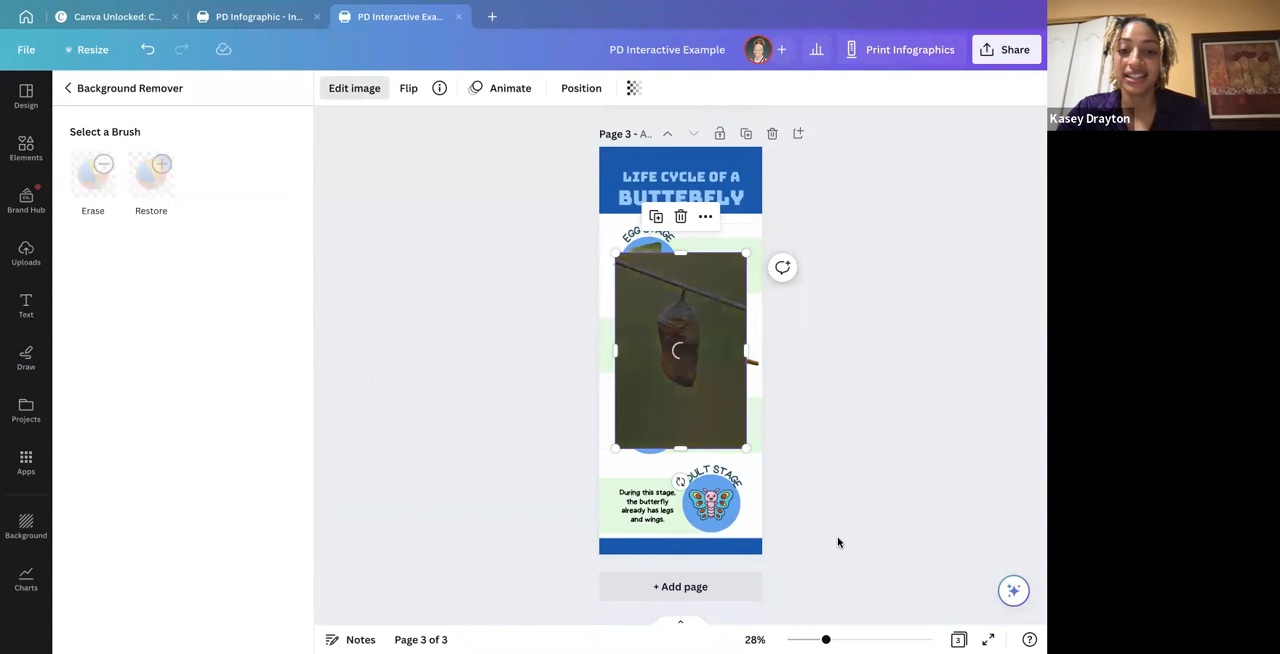 Canva Unlocked: C...
PD Infographic - In...
PD Interactive Exa...
File
Resize
PD Interactive Example
Print Infographics
Share
Kasey Drayton
Design
Elements
Brand Hub
Uploads
Text
Draw
Projects
Apps
Background
Charts
Background Remover
Select a Brush
Erase
Restore
Edit image
Flip
Animate
Position
Page 3 - A..
LIFE CYCLE OF A
BUTTERFLY
EGG STAGE
During this stage,
the butterfly
already has legs
and wings.
+ Add page
Notes
Page 3 of 3
28%
3